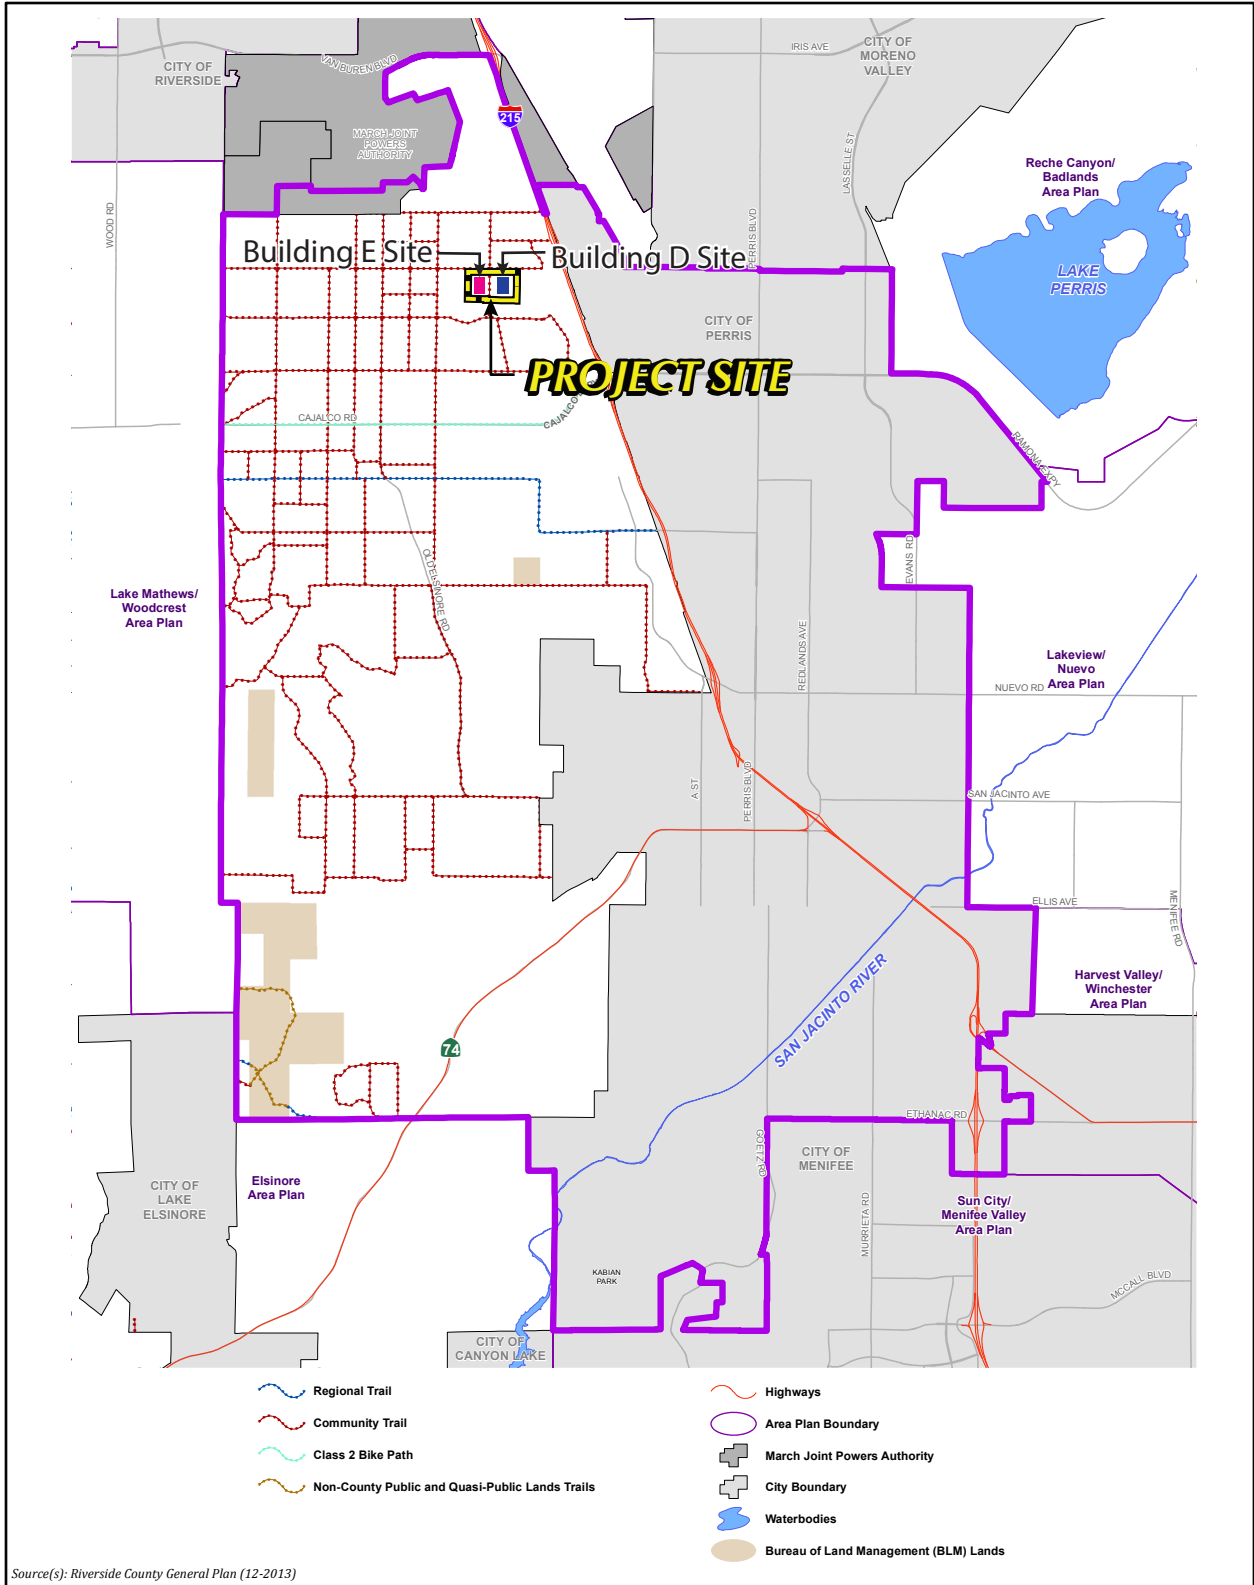 CITY OF
RIVERSIDE
VAN BUREN BLVD
IRIS AVE
CITY OF
MORENO
VALLEY
215
MARCH JOINT
POWERS
AUTHORITY
LASSELLE ST
Reche Canyon/
Badlands
Area Plan
WOOD RD
PERRIS BLVD
Building E Site
Building D Site
LAKE
PERRIS
CITY OF
PERRIS
PROJECT SITE
CAJALCO RD
CAJALCO
RAMONA EXPY
OLD ELSINORE RD
EVANS RD
Lake Mathews/
Woodcrest
Area Plan
REDLANDS AVE
Lakeview/
Nuevo
Area Plan
NUEVO RD
A ST
PERRIS BLVD
SAN JACINTO AVE
ELLIS AVE
MENIFEE RD
SAN JACINTO RIVER
Harvest Valley/
Winchester
Area Plan
74
ETHANAC RD
GOETZ RD
CITY OF
MENIFEE
CITY OF
LAKE
ELSINORE
Elsinore
Area Plan
MURRIETA RD
Sun City/
Menifee Valley
Area Plan
KABIAN
PARK
MCCALL BLVD
CITY OF
CANYON LAKE
Regional Trail
Community Trail
Class 2 Bike Path
Non-County Public and Quasi-Public Lands Trails
Highways
Area Plan Boundary
March Joint Powers Authority
City Boundary
Waterbodies
Bureau of Land Management (BLM) Lands
Source(s): Riverside County General Plan (12-2013)